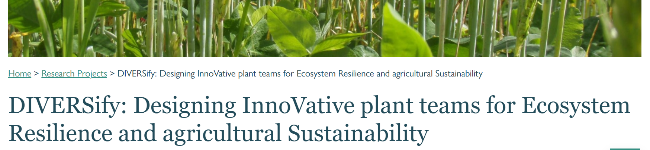 Home > Research Projects > DIVERSify: Designing InnoVative plant teams for Ecosystem Resilience and agricultural Sustainability
DIVERSify: Designing InnoVative plant teams for Ecosystem
Resilience and agricultural Sustainability